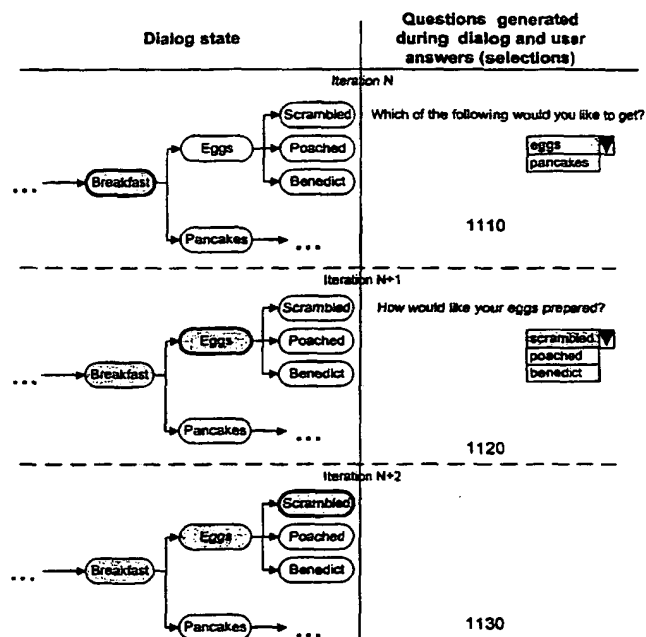 Dialog state
Questions generated
during dialog and user
answers (selections)
Iteration N
Scrambled
Which of the following would you like to get?
Eggs
Poached
eggs
pancakes
... Breakfast
Benedict
1110
Pancakes ...
Iteration N+1
Scrambled
How would like your eggs prepared?
Eggs
Poached
scrambled
poached
benedict
... Breakfast
Benedict
Pancakes ...
1120
Iteration N+2
Scrambled
Eggs
Poached
... Breakfast
Benedict
Pancakes ...
1130